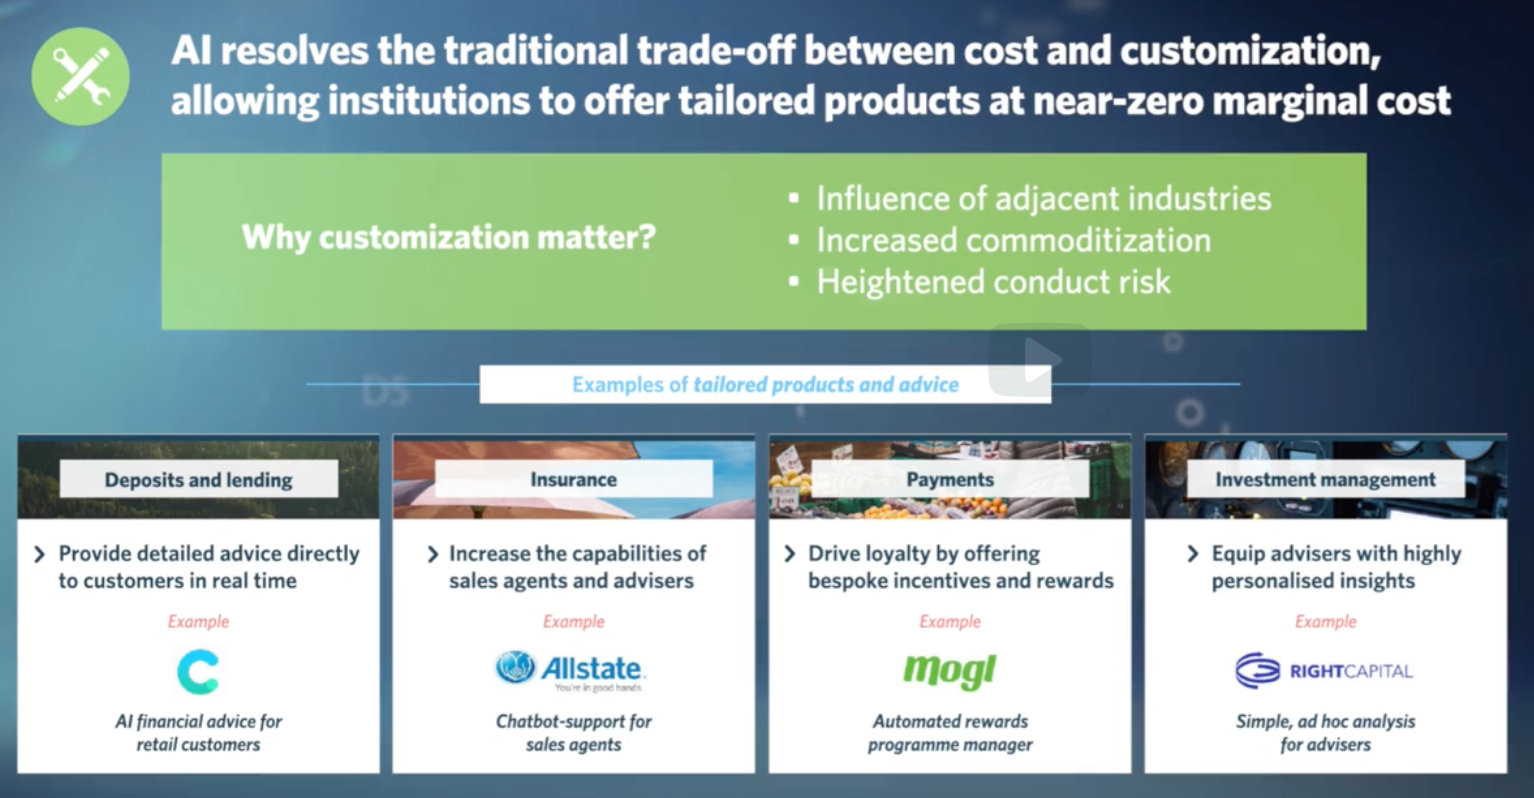 AI resolves the traditional trade-off between cost and customization,
allowing institutions to offer tailored products at near-zero marginal cost
Why customization matter?
▪ Influence of adjacent industries
▪ Increased commoditization
▪ Heightened conduct risk
D5
Examples of tailored products and advice
Deposits and lending
Provide detailed advice directly
to customers in real time
Example
C
AI financial advice for
retail customers
Insurance
Increase the capabilities of
sales agents and advisers
Example
Allstate.
You're in good hands.
Chatbot-support for
sales agents
Payments
Drive loyalty by offering
bespoke incentives and rewards
Example
mogl
Automated rewards
programme manager
Investment management
Equip advisers with highly
personalised insights
Example
RIGHTCAPITAL
Simple, ad hoc analysis
for advisers